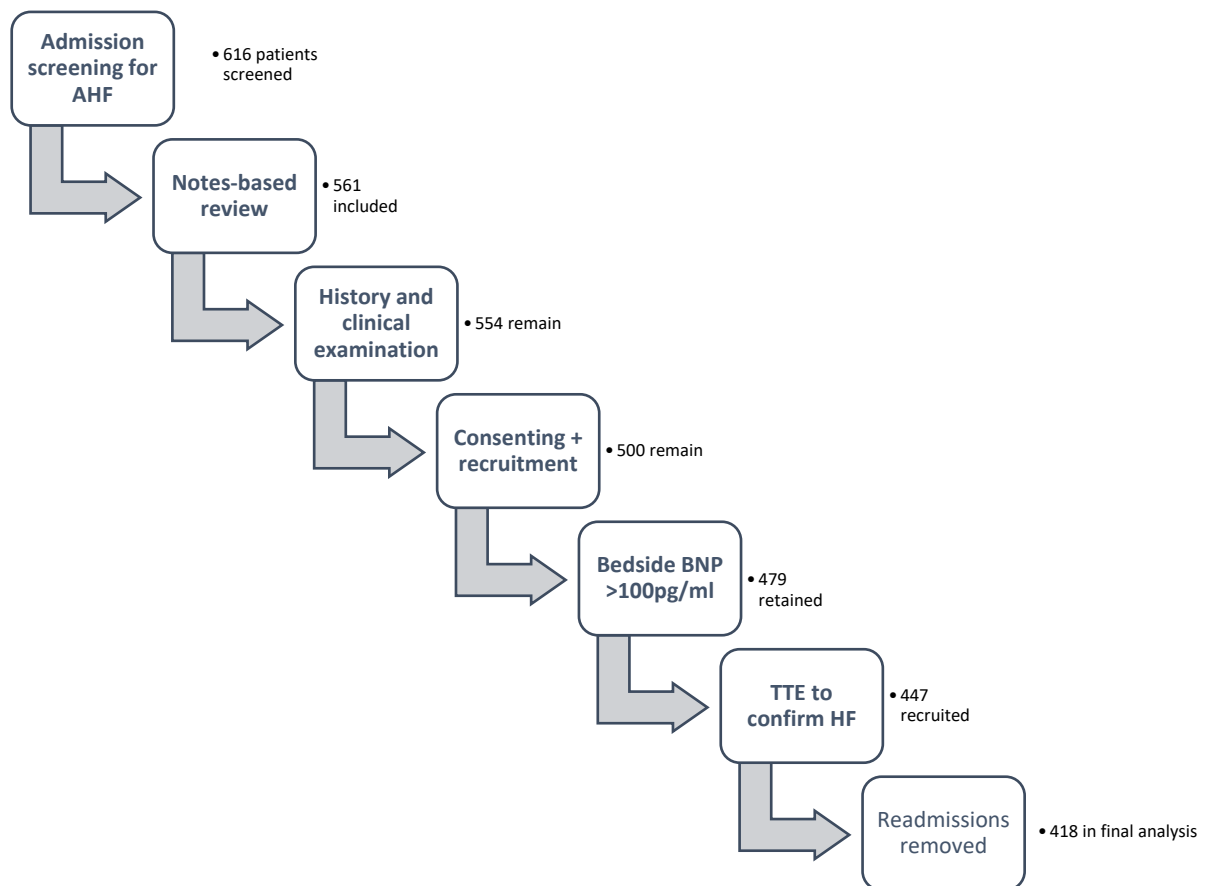 Admission
screening for
AHF
• 616 patients
screened
Notes-based
review
• 561
included
History and
clinical
examination
• 554 remain
Consenting +
recruitment
• 500 remain
Bedside BNP
>100pg/ml
• 479
retained
TTE to
confirm HF
• 447
recruited
Readmissions
removed
• 418 in final analysis